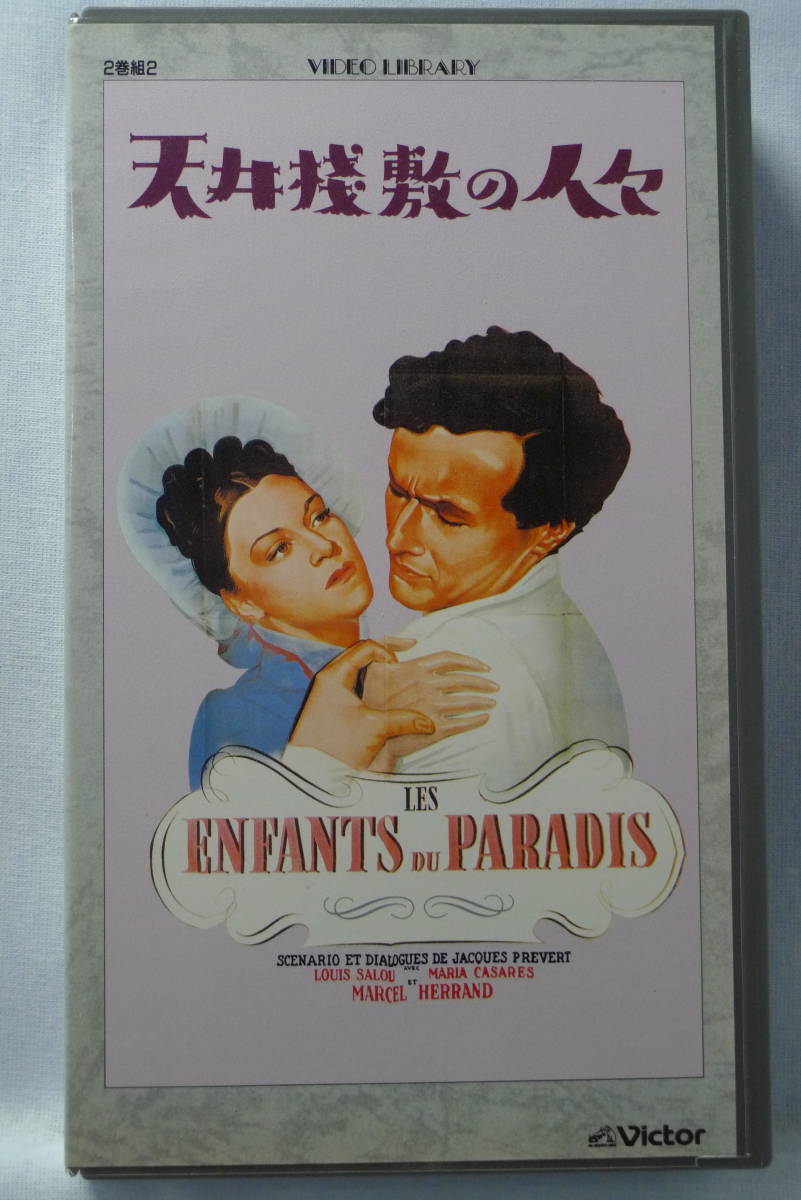 2巻組2
VIDEO LIBRARY
天井桟敷の人々
LES
ENFANTS DU PARADIS
SCENARIO ET DIALOGUES DE JACQUES PREVERT
LOUIS SALOU AVEC MARIA CASARES
ET
MARCEL HERRAND
Victor